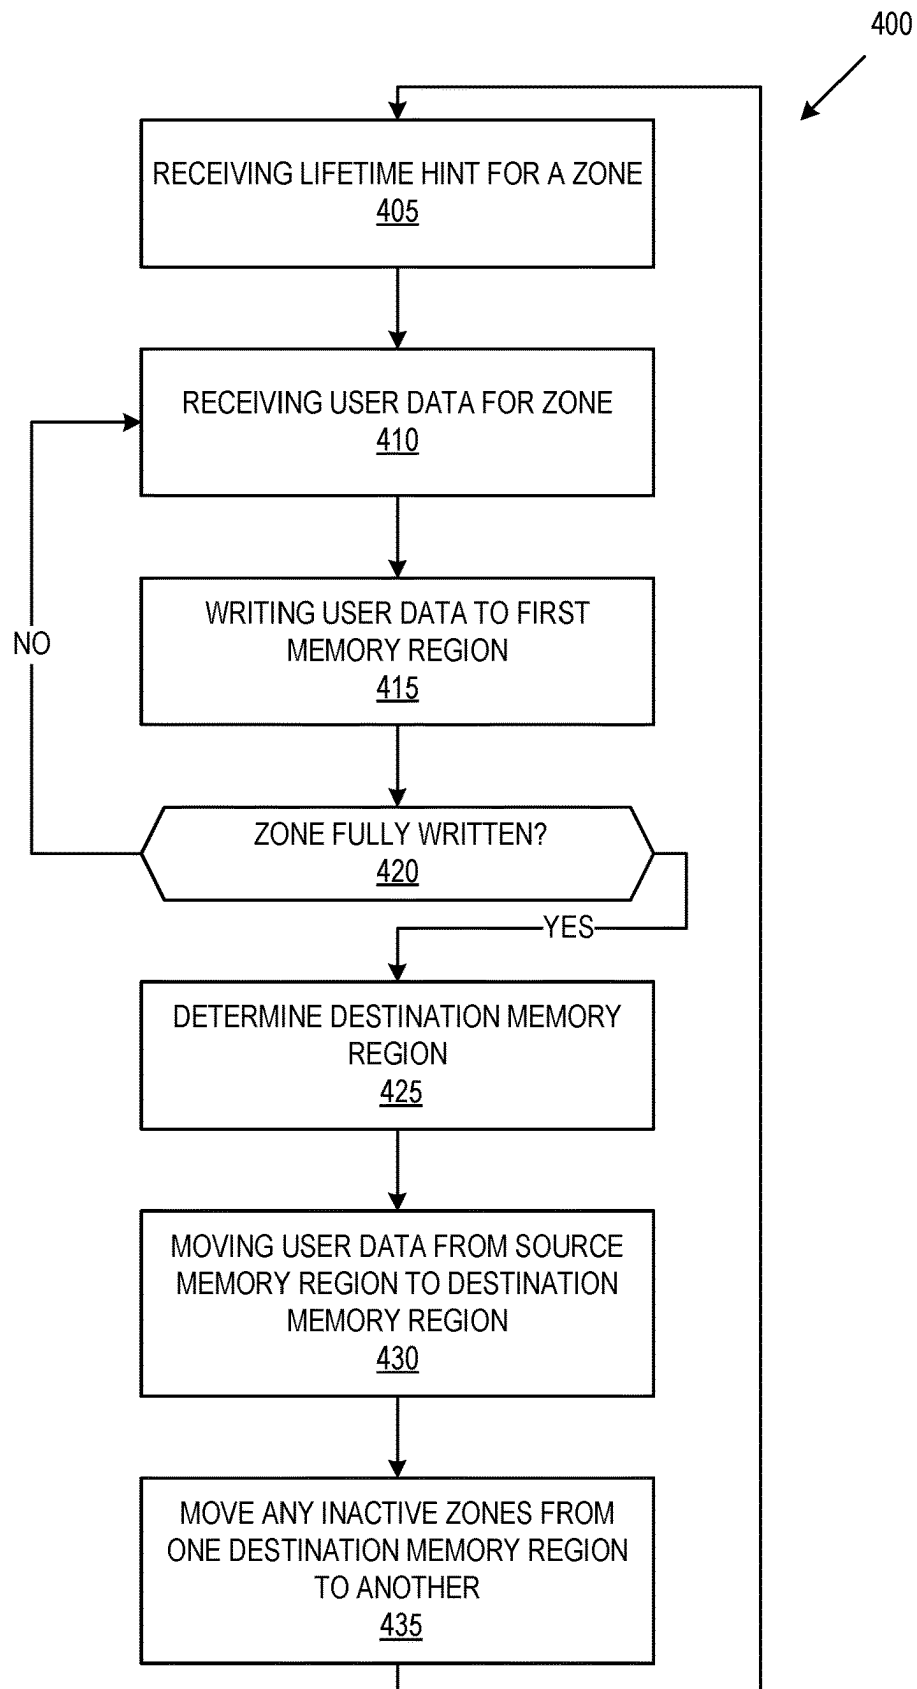 400
RECEIVING LIFETIME HINT FOR A ZONE
405
RECEIVING USER DATA FOR ZONE
410
WRITING USER DATA TO FIRST
MEMORY REGION
415
NO
ZONE FULLY WRITTEN?
420
YES
DETERMINE DESTINATION MEMORY
REGION
425
MOVING USER DATA FROM SOURCE
MEMORY REGION TO DESTINATION
MEMORY REGION
430
MOVE ANY INACTIVE ZONES FROM
ONE DESTINATION MEMORY REGION
TO ANOTHER
435